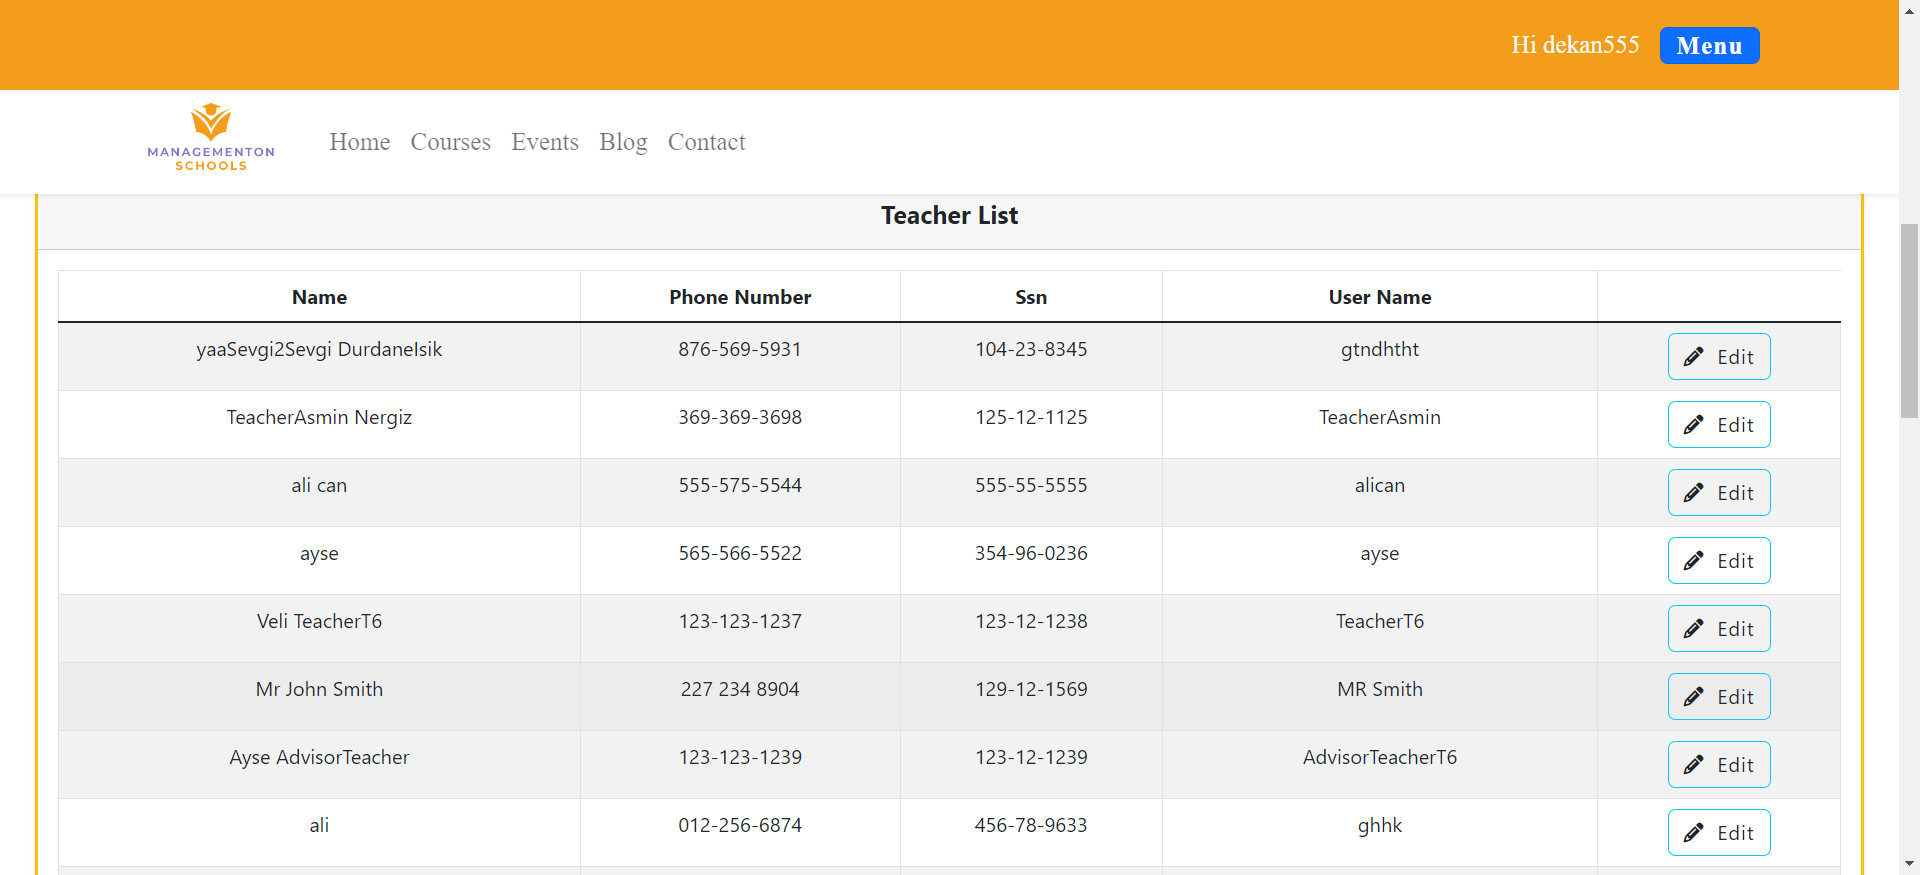 Hi dekan555 Menu
MANAGEMENTON
SCHOOLS
Home Courses Events Blog Contact
Teacher List
Name Phone Number Ssn User Name
yaaSevgi2Sevgi DurdaneIsik 876-569-5931 104-23-8345 gtndhtht Edit
TeacherAsmin Nergiz 369-369-3698 125-12-1125 TeacherAsmin Edit
ali can 555-575-5544 555-55-5555 alican Edit
ayse 565-566-5522 354-96-0236 ayse Edit
Veli TeacherT6 123-123-1237 123-12-1238 TeacherT6 Edit
Mr John Smith 227 234 8904 129-12-1569 MR Smith Edit
Ayse AdvisorTeacher 123-123-1239 123-12-1239 AdvisorTeacherT6 Edit
ali 012-256-6874 456-78-9633 ghhk Edit